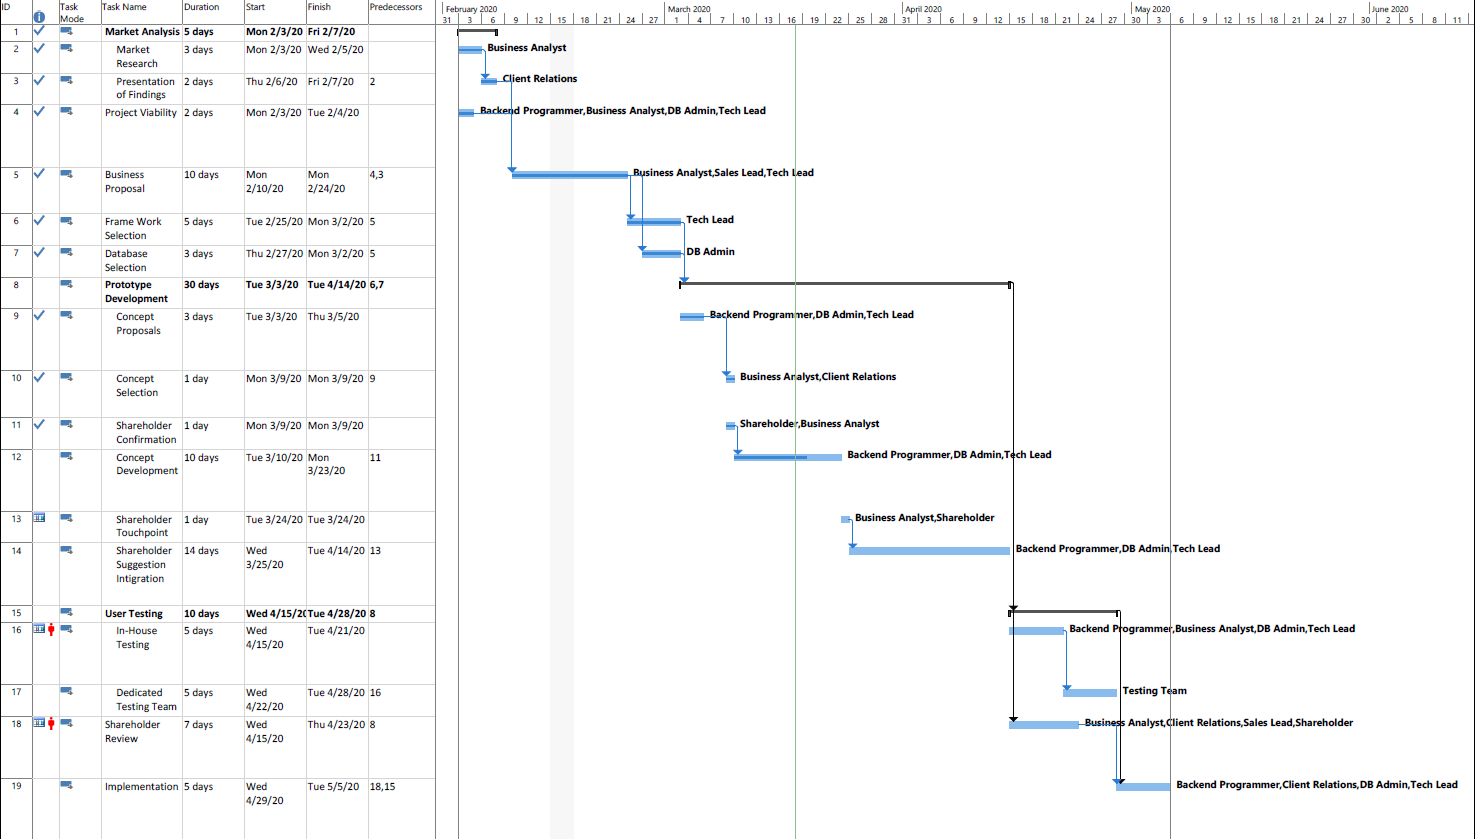 ID Task Mode Task Name Duration Start Finish Predecessors
February 2020 March 2020 April 2020 May 2020 June 2020
31 3 6 9 12 15 18 21 24 27 1 4 7 10 13 16 19 22 25 28 31 3 6 9 12 15 18 21 24 27 30 3 6 9 12 15 18 21 24 27 30 2 5 8 11
1 Market Analysis 5 days Mon 2/3/20 Fri 2/7/20
2 Market Research 3 days Mon 2/3/20 Wed 2/5/20 Business Analyst
3 Presentation of Findings 2 days Thu 2/6/20 Fri 2/7/20 2 Client Relations
4 Project Viability 2 days Mon 2/3/20 Tue 2/4/20 Backend Programmer,Business Analyst,DB Admin,Tech Lead
5 Business Proposal 10 days Mon 2/10/20 Mon 2/24/20 4,3 Business Analyst,Sales Lead,Tech Lead
6 Frame Work Selection 5 days Tue 2/25/20 Mon 3/2/20 5 Tech Lead
7 Database Selection 3 days Thu 2/27/20 Mon 3/2/20 5 DB Admin
8 Prototype Development 30 days Tue 3/3/20 Tue 4/14/20 6,7
9 Concept Proposals 3 days Tue 3/3/20 Thu 3/5/20 Backend Programmer,DB Admin,Tech Lead
10 Concept Selection 1 day Mon 3/9/20 Mon 3/9/20 9 Business Analyst,Client Relations
11 Shareholder Confirmation 1 day Mon 3/9/20 Mon 3/9/20 Shareholder,Business Analyst
12 Concept Development 10 days Tue 3/10/20 Mon 3/23/20 11 Backend Programmer,DB Admin,Tech Lead
13 Shareholder Touchpoint 1 day Tue 3/24/20 Tue 3/24/20 Business Analyst,Shareholder
14 Shareholder Suggestion Intigration 14 days Wed 3/25/20 Tue 4/14/20 13 Backend Programmer,DB Admin,Tech Lead
15 User Testing 10 days Wed 4/15/20 Tue 4/28/20 8
16 In-House Testing 5 days Wed 4/15/20 Tue 4/21/20 Backend Programmer,Business Analyst,DB Admin,Tech Lead
17 Dedicated Testing Team 5 days Wed 4/22/20 Tue 4/28/20 16 Testing Team
18 Shareholder Review 7 days Wed 4/15/20 Thu 4/23/20 8 Business Analyst,Client Relations,Sales Lead,Shareholder
19 Implementation 5 days Wed 4/29/20 Tue 5/5/20 18,15 Backend Programmer,Client Relations,DB Admin,Tech Lead